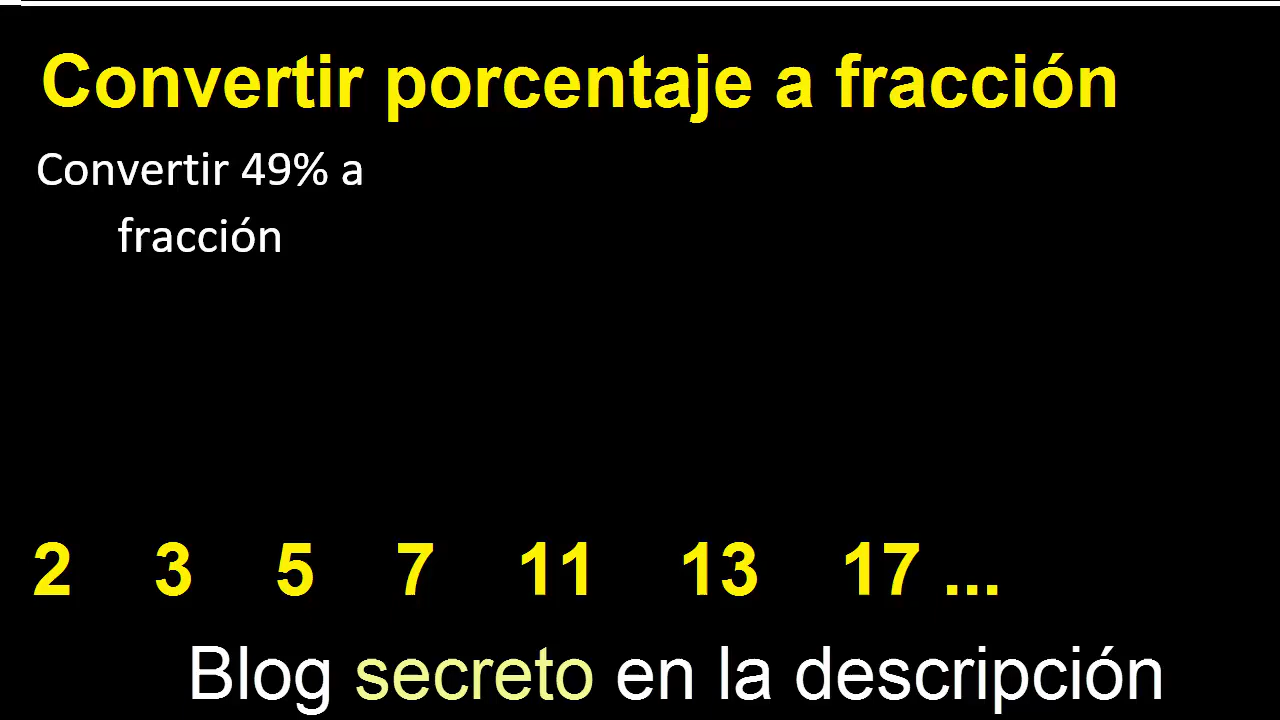 Convertir porcentaje a fracción
Convertir 49% a
fracción
2 3 5 7 11 13 17 ...
Blog secreto en la descripción